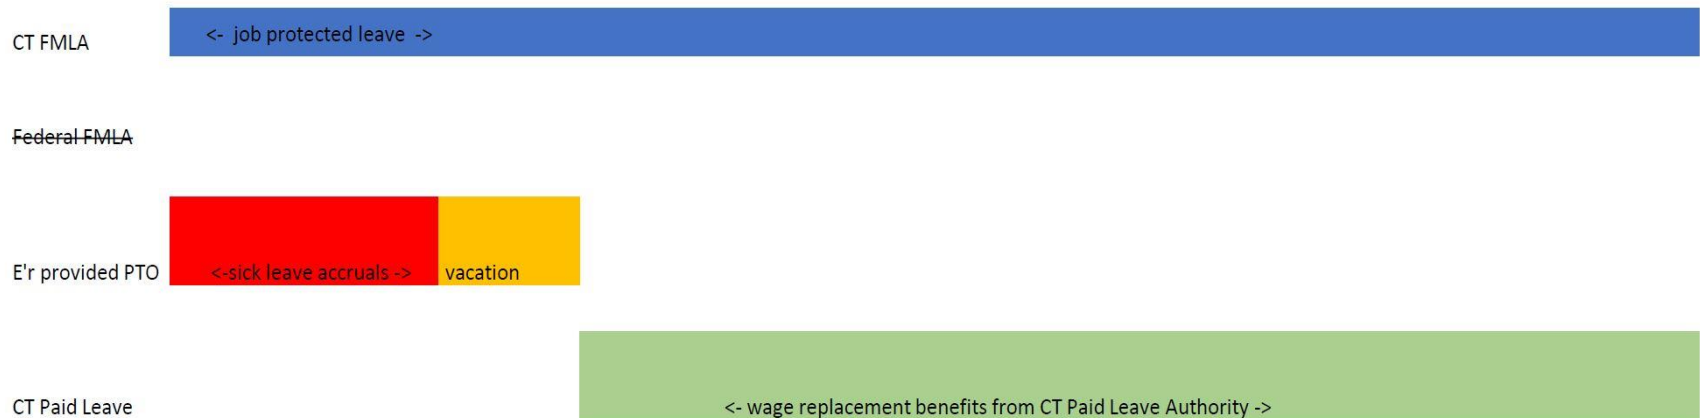 CT FMLA <- job protected leave ->
Federal FMLA
E'r provided PTO <-sick leave accruals -> vacation
CT Paid Leave <- wage replacement benefits from CT Paid Leave Authority ->